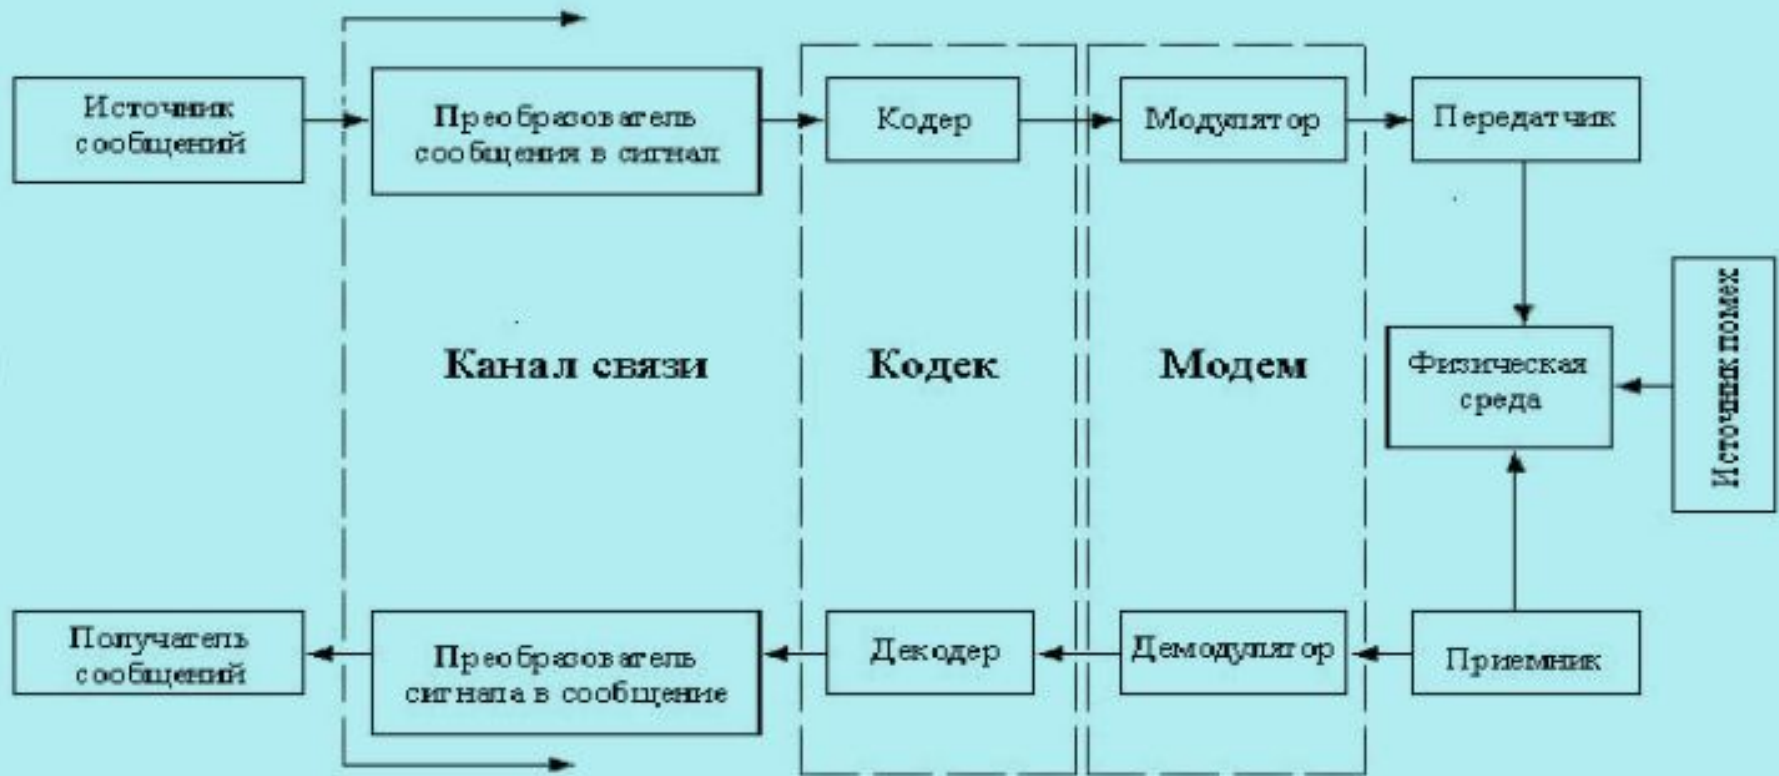 Источник
сообщений
Преобразователь
сообщения в сигнал
Кодер
Модулятор
Передатчик
Канал связи
Кодек
Модем
Физическая
среда
Источник помех
Получатель
сообщений
Преобразователь
сигнала в сообщение
Декодер
Демодулятор
Приемник